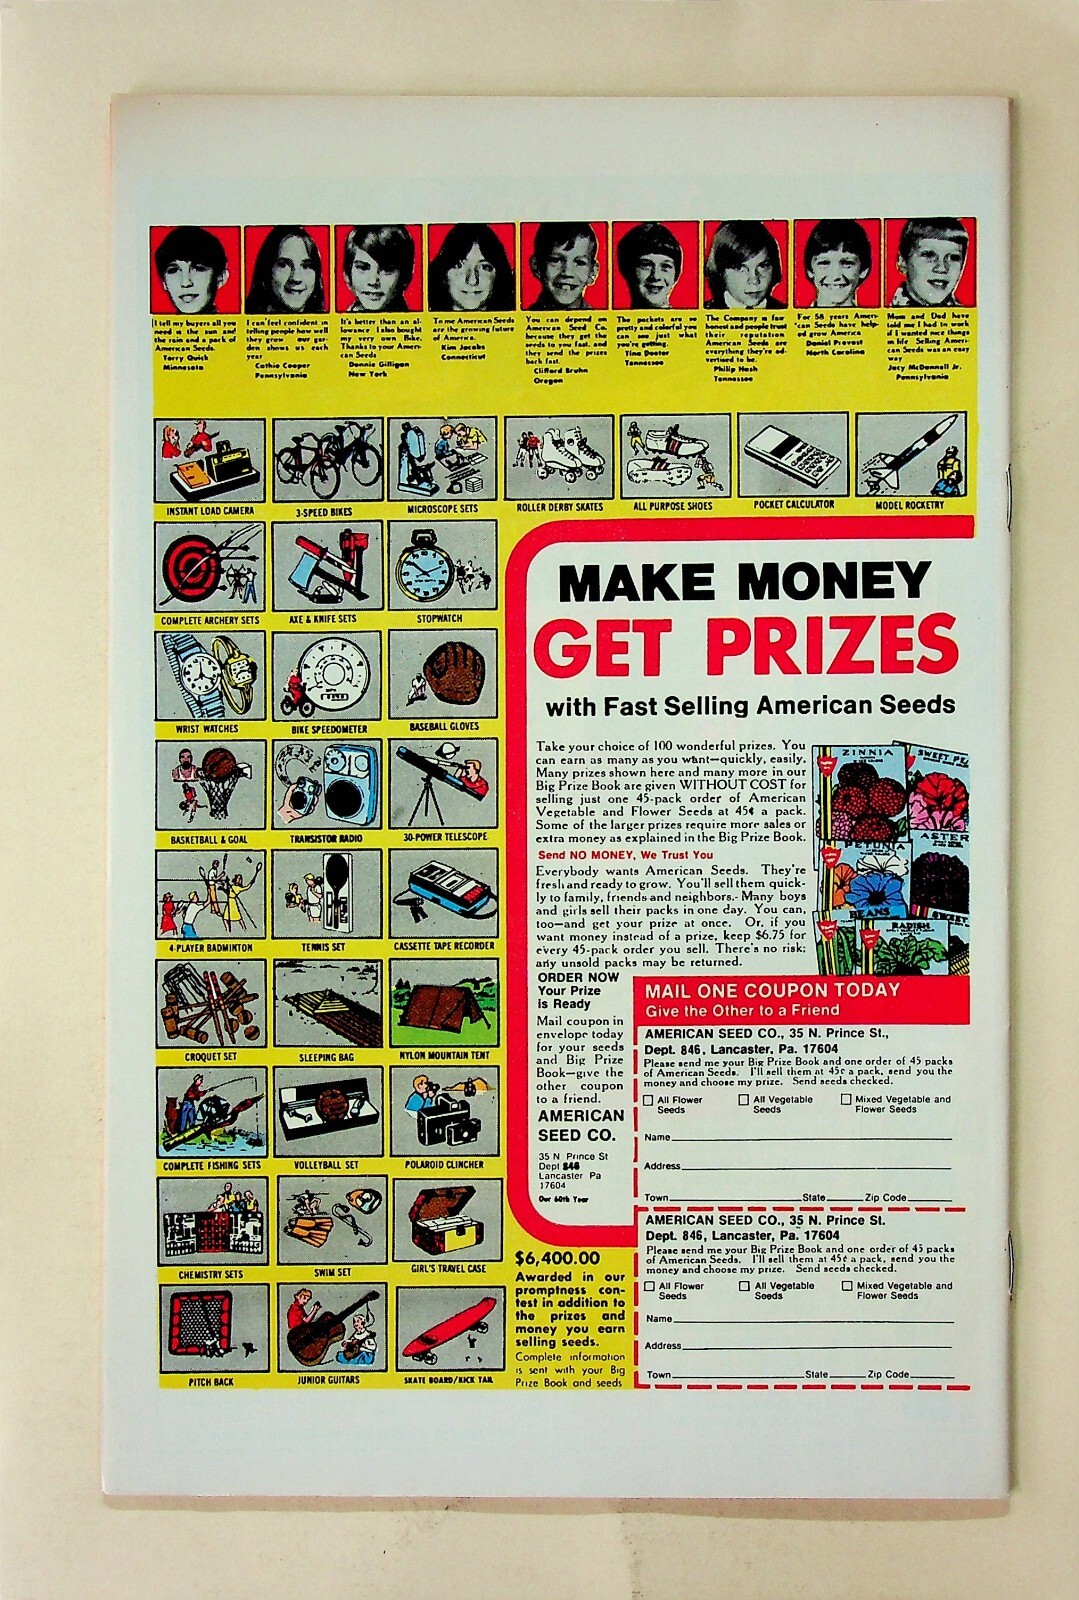 I tell my buyers all you
need is the sun and
the rain and a pack of
American Seeds.
Terry Quick
Minnesota
I can feel confident in
telling people how well
they grow our gar-
den shows us each
year
Cathie Cooper
Pennsylvania
It's better than an al-
lowance I also bought
my very own Bike.
Thanks to your Ameri-
can Seeds
Donnie Gilligan
New York
To me American Seeds
are the growing future
of America.
Kim Jacobs
Connecticut
You can depend on
American Seed Co.
because they get the
seeds to you fast. and
they send the prizes
back fast.
Clifford Bruhn
Oregon
The packets are so
pretty and colorful you
can see just what
you're getting.
Tina Doctor
Tennessee
The Company is fair
honest and people trust
their reputation
American Seeds are
everything they're ad-
vertised to be.
Philip Hash
Tennessee
For 58 years Ameri-
can Seeds have help-
ed grow America
Daniel Provost
North Carolina
Mom and Dad have
told me I had to work
if I wanted nice things
in life Selling Ameri-
can Seeds was an easy
way
Jacy McDonnell Jr.
Pennsylvania
INSTANT LOAD CAMERA
3-SPEED BIKES
MICROSCOPE SETS
ROLLER DERBY SKATES
ALL PURPOSE SHOES
POCKET CALCULATOR
MODEL ROCKETRY
COMPLETE ARCHERY SETS
AXE & KNIFE SETS
STOPWATCH
WRIST WATCHES
BIKE SPEEDOMETER
BASEBALL GLOVES
BASKETBALL & GOAL
TRANSISTOR RADIO
30-POWER TELESCOPE
4-PLAYER BADMINTON
TENNIS SET
CASSETTE TAPE RECORDER
CROQUET SET
SLEEPING BAG
NYLON MOUNTAIN TENT
COMPLETE FISHING SETS
VOLLEYBALL SET
POLAROID CLINCHER
CHEMISTRY SETS
SWIM SET
GIRL'S TRAVEL CASE
PITCH BACK
JUNIOR GUITARS
SKATE BOARD/KICK TAIL
MAKE MONEY
GET PRIZES
with Fast Selling American Seeds
Take your choice of 100 wonderful prizes. You
can earn as many as you want—quickly, easily.
Many prizes shown here and many more in our
Big Prize Book are given WITHOUT COST for
selling just one 45-pack order of American
Vegetable and Flower Seeds at 45¢ a pack.
Some of the larger prizes require more sales or
extra money as explained in the Big Prize Book.
Send NO MONEY, We Trust You
Everybody wants American Seeds. They're
fresh and ready to grow. You'll sell them quick-
ly to family, friends and neighbors. Many boys
and girls sell their packs in one day. You can,
too—and get your prize at once. Or, if you
want money instead of a prize, keep $6.75 for
every 45-pack order you sell. There's no risk;
any unsold packs may be returned.
ZINNIA
SWEET PE
ASTER
PETUNIA
BEANS
SWEET
RADISH
ORDER NOW
Your Prize
is Ready
Mail coupon in
envelope today
for your seeds
and Big Prize
Book—give the
other coupon
to a friend.
AMERICAN
SEED CO.
35 N Prince St
Dept 846
Lancaster Pa
17604
Our 60th Year
MAIL ONE COUPON TODAY
Give the Other to a Friend
AMERICAN SEED CO., 35 N. Prince St.,
Dept. 846, Lancaster, Pa. 17604
Please send me your Big Prize Book and one order of 45 packs
of American Seeds. I'll sell them at 45¢ a pack, send you the
money and choose my prize. Send seeds checked.
All Flower Seeds
All Vegetable Seeds
Mixed Vegetable and Flower Seeds
Name
Address
Town State Zip Code
AMERICAN SEED CO., 35 N. Prince St.
Dept. 846, Lancaster, Pa. 17604
Please send me your Big Prize Book and one order of 45 packs
of American Seeds. I'll sell them at 45¢ a pack, send you the
money and choose my prize. Send seeds checked.
All Flower Seeds
All Vegetable Seeds
Mixed Vegetable and Flower Seeds
Name
Address
Town State Zip Code
$6,400.00
Awarded in our
promptness con-
test in addition to
the prizes and
money you earn
selling seeds.
Complete information
is sent with your Big
Prize Book and seeds